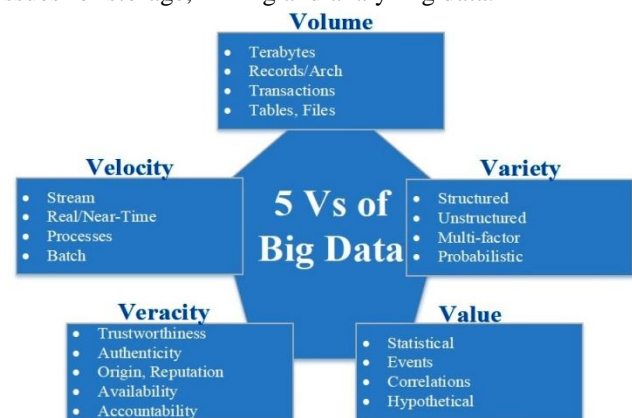 Volume
• Terabytes
• Records/Arch
• Transactions
• Tables, Files
Velocity
• Stream
• Real/Near-Time
• Processes
• Batch
5 Vs of
Big Data
Variety
• Structured
• Unstructured
• Multi-factor
• Probabilistic
Veracity
• Trustworthiness
• Authenticity
• Origin, Reputation
• Availability
• Accountability
Value
• Statistical
• Events
• Correlations
• Hypothetical